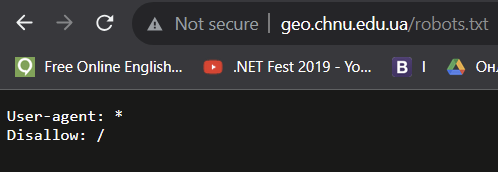 Not secure geo.chnu.edu.ua/robots.txt
Free Online English... .NET Fest 2019 - Yo... B I Он
User-agent: *
Disallow: /